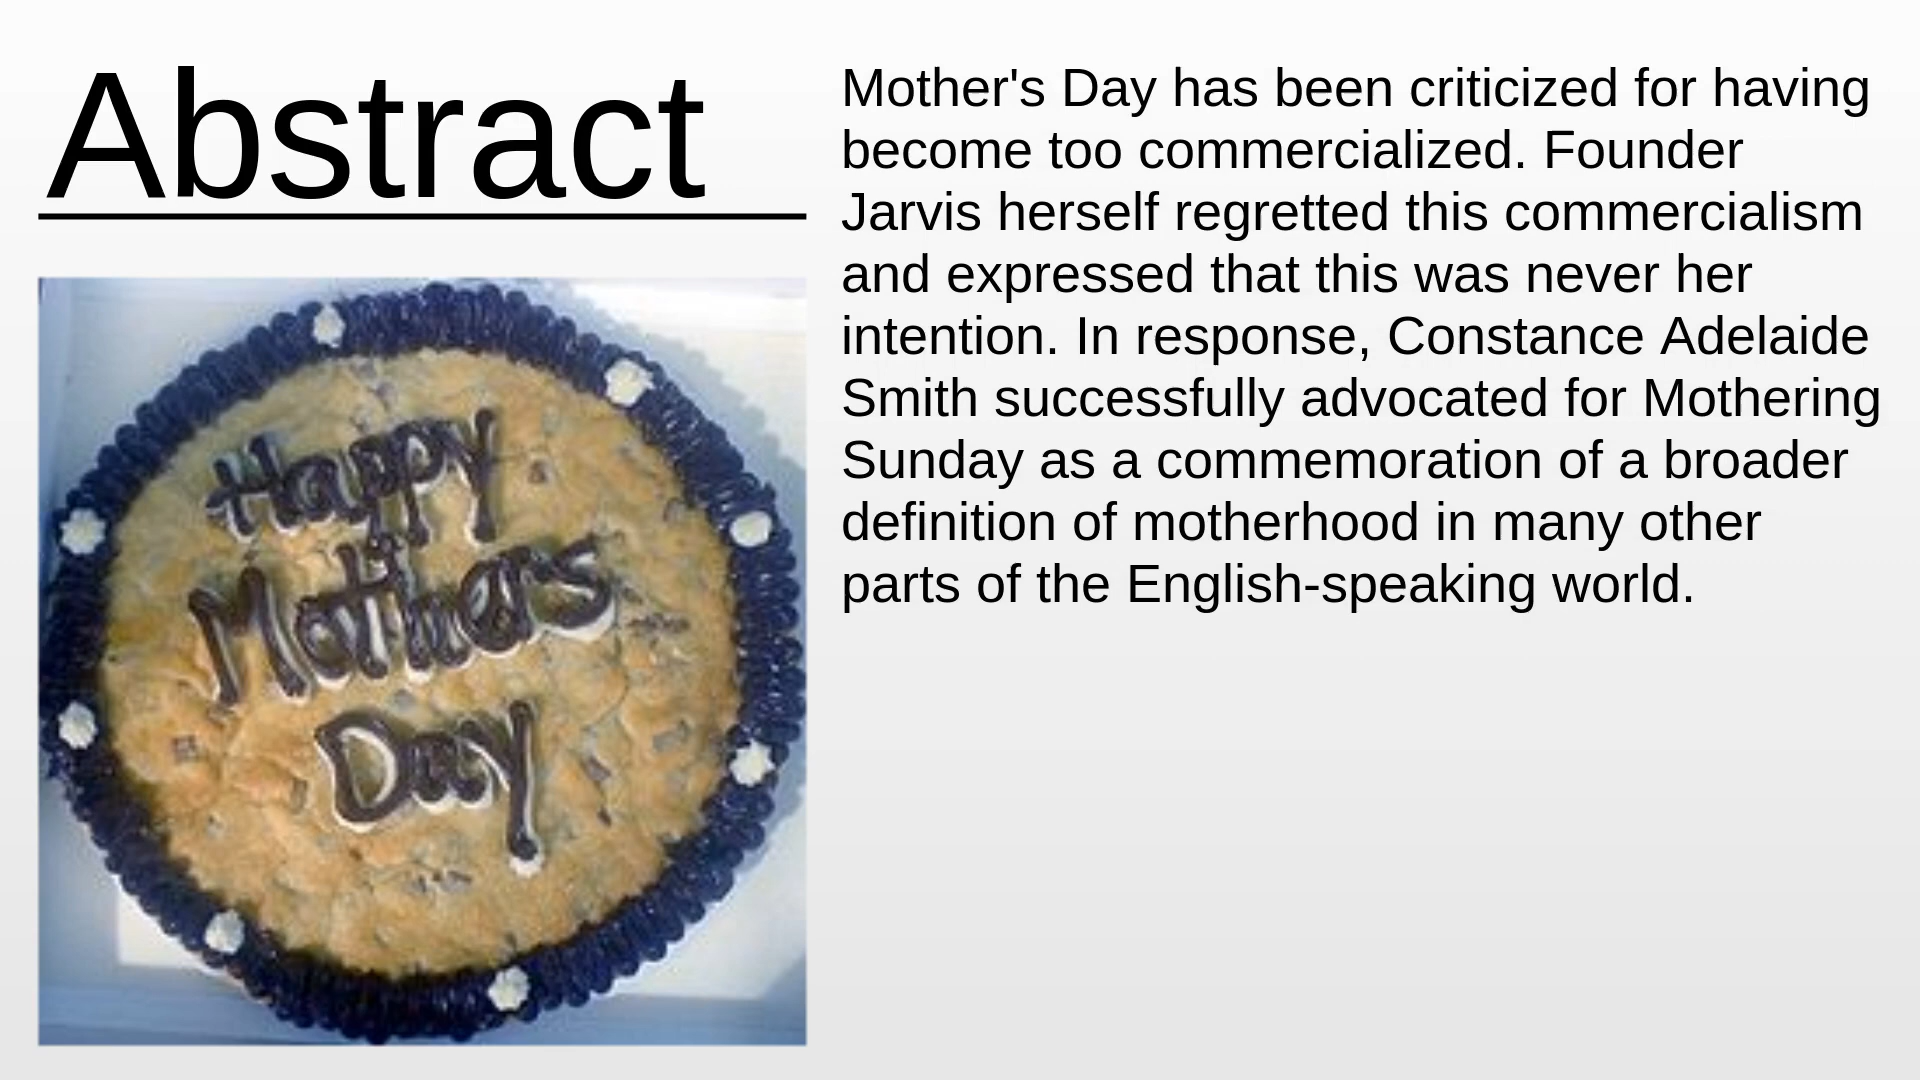 Abstract
Mother's Day has been criticized for having
become too commercialized. Founder
Jarvis herself regretted this commercialism
and expressed that this was never her
intention. In response, Constance Adelaide
Smith successfully advocated for Mothering
Sunday as a commemoration of a broader
definition of motherhood in many other
parts of the English-speaking world.
Happy
Mothers
Day